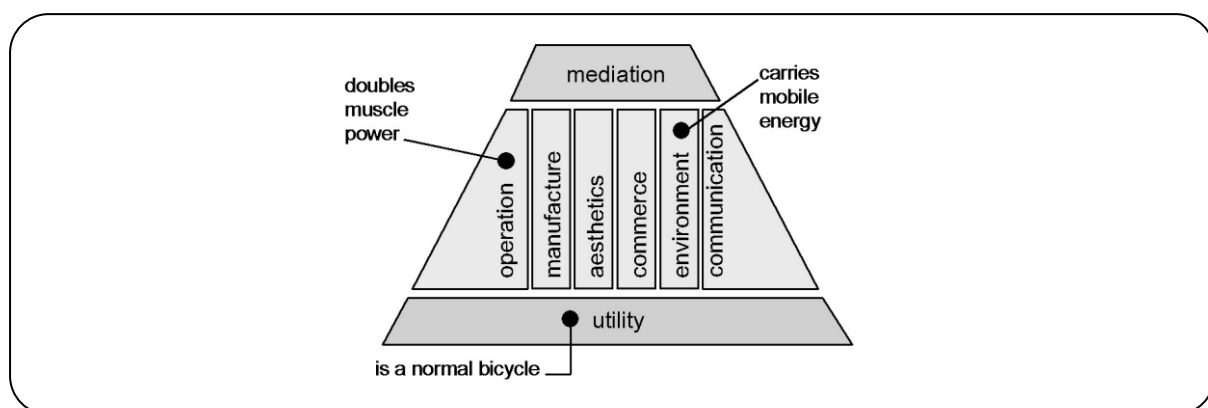 mediation
doubles
muscle
power
carries
mobile
energy
operation
manufacture
aesthetics
commerce
environment
communication
utility
is a normal bicycle